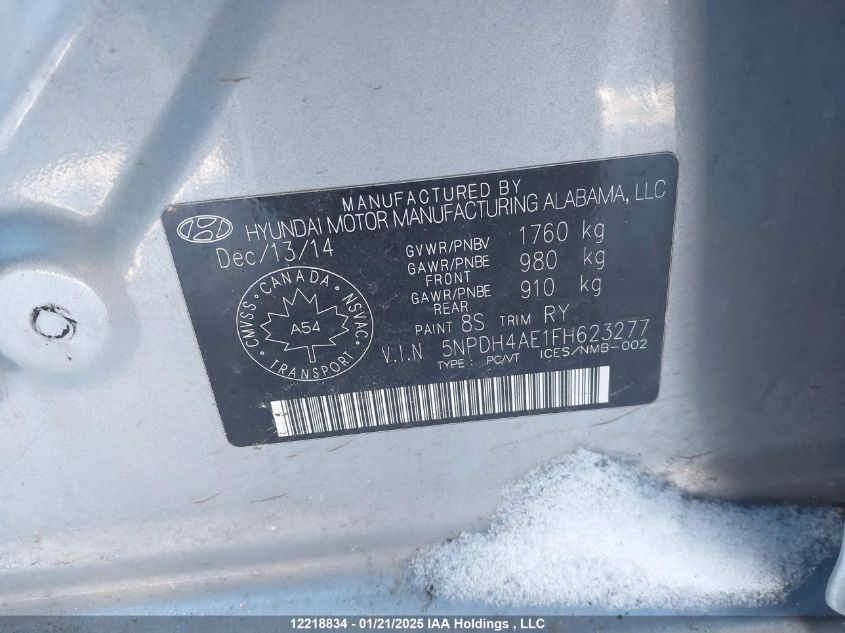 MANUFACTURED BY
HYUNDAI MOTOR MANUFACTURING ALABAMA, LLC
Dec/13/14
GVWR/PNBV 1760 kg
GAWR/PNBE 980 kg
FRONT
GAWR/PNBE 910 kg
REAR
PAINT 8S TRIM RY
CMVSS · CANADA · NSVAC
A54
· TRANSPORT ·
V.I.N 5NPDH4AE1FH623277
TYPE : PC/VT ICES/NMB-002
12218834 - 01/21/2025 IAA Holdings , LLC